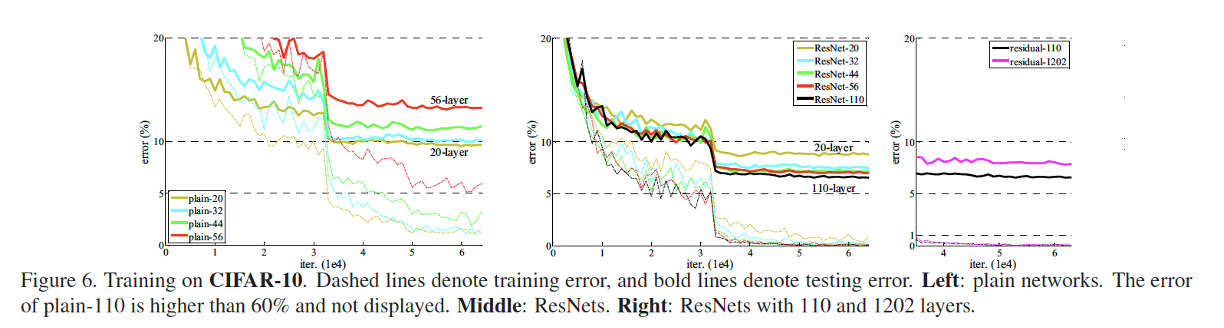 20
10
5
0
error (%)
0
1
2
3
4
5
6
iter. (1e4)
56-layer
20-layer
plain-20
plain-32
plain-44
plain-56
20
10
5
0
error (%)
0
1
2
3
4
5
6
iter. (1e4)
ResNet-20
ResNet-32
ResNet-44
ResNet-56
ResNet-110
20-layer
110-layer
20
10
5
1
0
error (%)
4
5
6
iter. (1e4)
residual-110
residual-1202
Figure 6. Training on CIFAR-10. Dashed lines denote training error, and bold lines denote testing error. Left: plain networks. The error
of plain-110 is higher than 60% and not displayed. Middle: ResNets. Right: ResNets with 110 and 1202 layers.